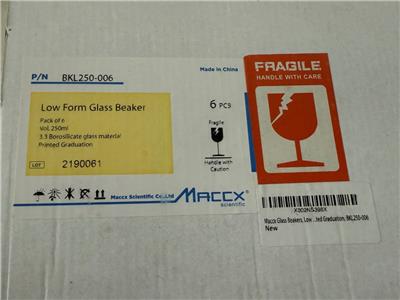 P/N BKL250-006
Made in China
Low Form Glass Beaker
Pack of 6
Vol. 250ml
3.3 Borosilicate glass material
Printed Graduation
LOT 2190061
6 PCS
Fragile
Handle with
Caution
Maccx Scientific Co.,Ltd
MACCX®
scientific
FRAGILE
HANDLE WITH CARE
X002N5398X
Maccx Glass Beakers, Low ...ted Graduation, BKL250-006
New